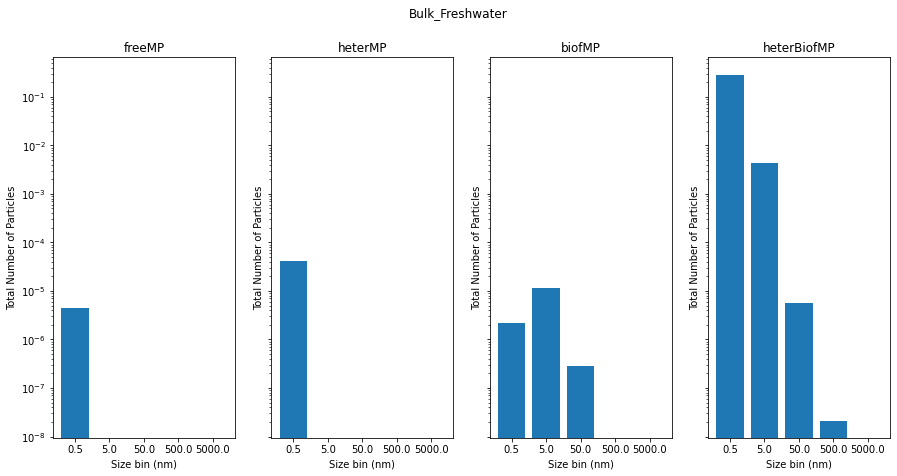 Bulk_Freshwater
freeMP
heterMP
biofMP
heterBiofMP
Total Number of Particles
10⁻¹
10⁻²
10⁻³
10⁻⁴
10⁻⁵
10⁻⁶
10⁻⁷
10⁻⁸
0.5 5.0 50.0 500.0 5000.0
Size bin (nm)
Total Number of Particles
0.5 5.0 50.0 500.0 5000.0
Size bin (nm)
Total Number of Particles
0.5 5.0 50.0 500.0 5000.0
Size bin (nm)
Total Number of Particles
0.5 5.0 50.0 500.0 5000.0
Size bin (nm)